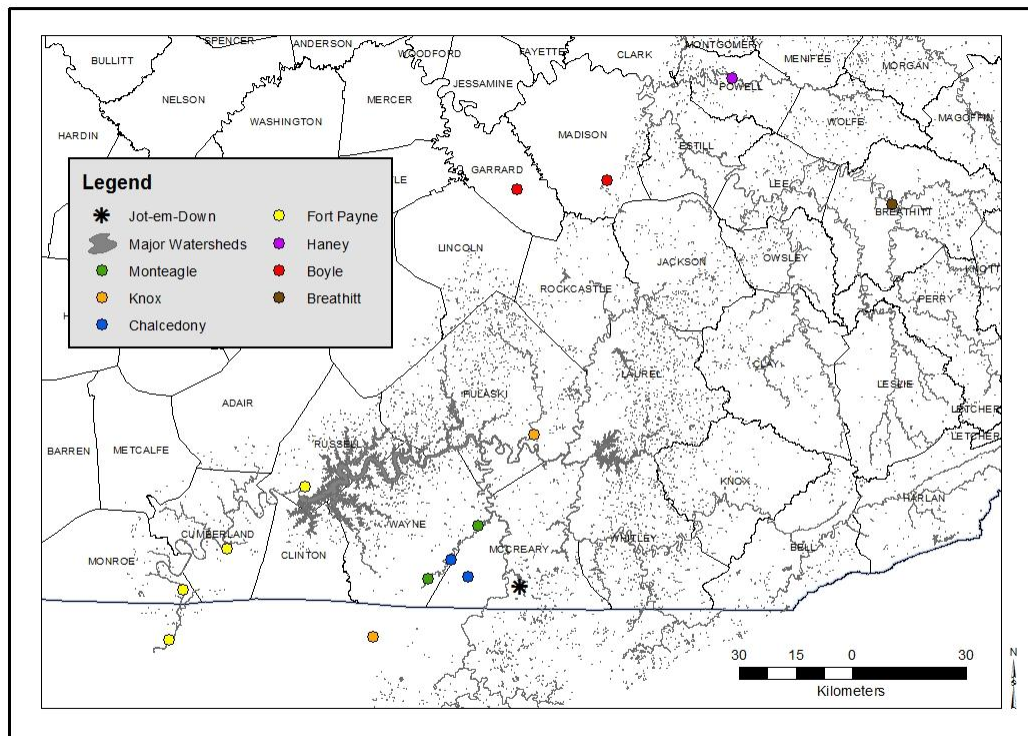 SPENCER
ANDERSON
WOODFORD
FAYETTE
CLARK
MONTGOMERY
MENIFEE
MORGAN
BULLITT
JESSAMINE
POWELL
NELSON
MERCER
WASHINGTON
WOLFE
MAGOFFIN
HARDIN
MADISON
ESTILL
GARRARD
LEE
BREATHITT
Legend
Jot-em-Down
Major Watersheds
Monteagle
Knox
Chalcedony
Fort Payne
Haney
Boyle
Breathitt
LINCOLN
JACKSON
OWSLEY
KNOTT
ROCKCASTLE
PERRY
CLAY
LAUREL
LESLIE
PULASKI
ADAIR
LETCHER
LETCHER
RUSSELL
BARREN
METCALFE
KNOX
HARLAN
WAYNE
CUMBERLAND
WHITLEY
BELL
MCCREARY
CLINTON
MONROE
30 15 0 30
Kilometers
N